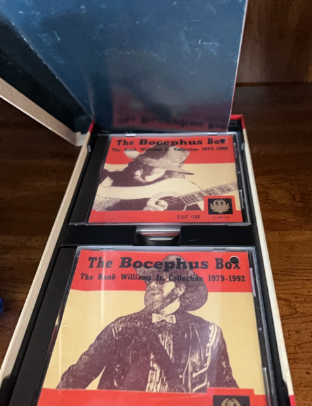 The Bocephus Box
The Hank Williams Jr. Collection 1979-1992
DISC ONE
The Bocephus Box
The Hank Williams Jr. Collection 1979-1992